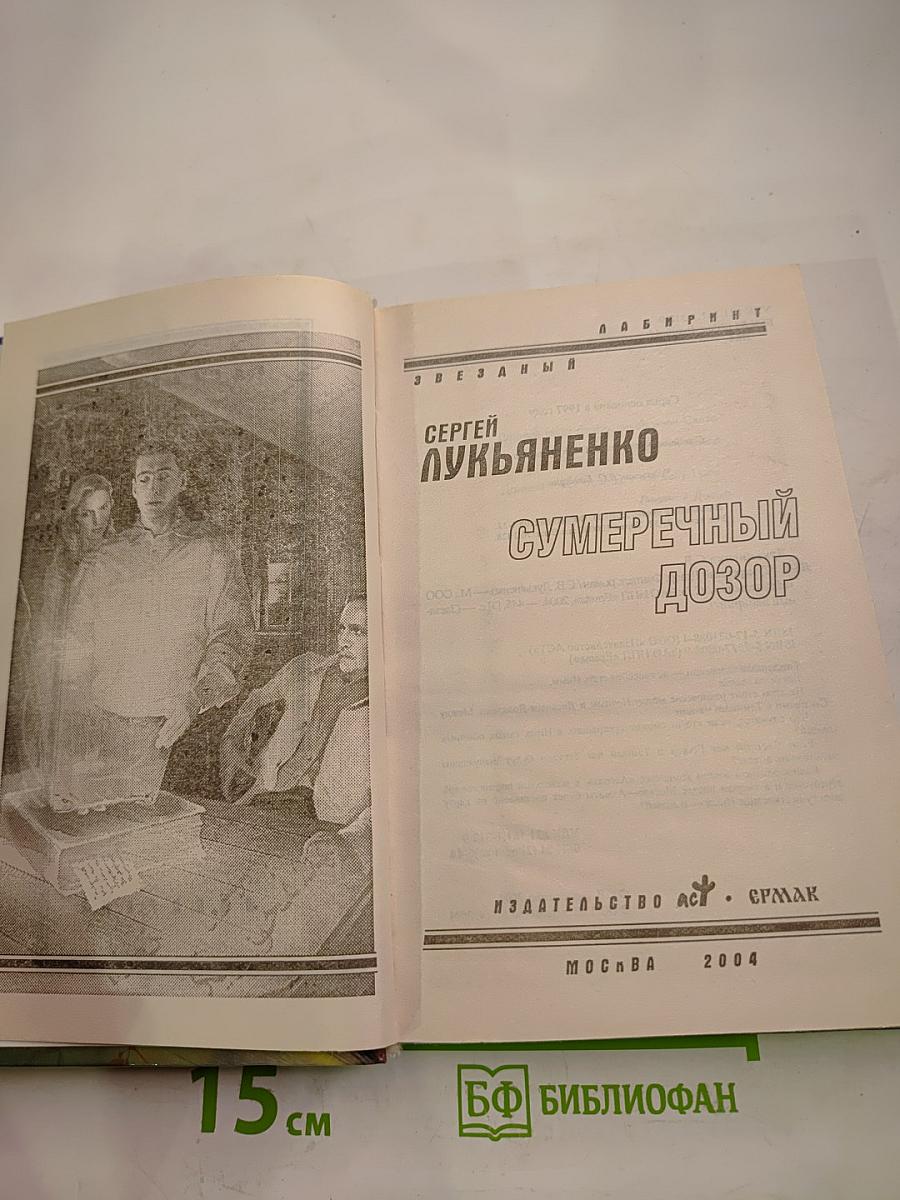 ЛАБИРИНТ
ЗВЕЗДНЫЙ
СЕРГЕЙ
ЛУКЬЯНЕНКО
СУМЕРЕЧНЫЙ
ДОЗОР
ИЗДАТЕЛЬСТВО АСТ • ЕРМАК
МОСКВА 2004
15 см
БФ БИБЛИОФАН